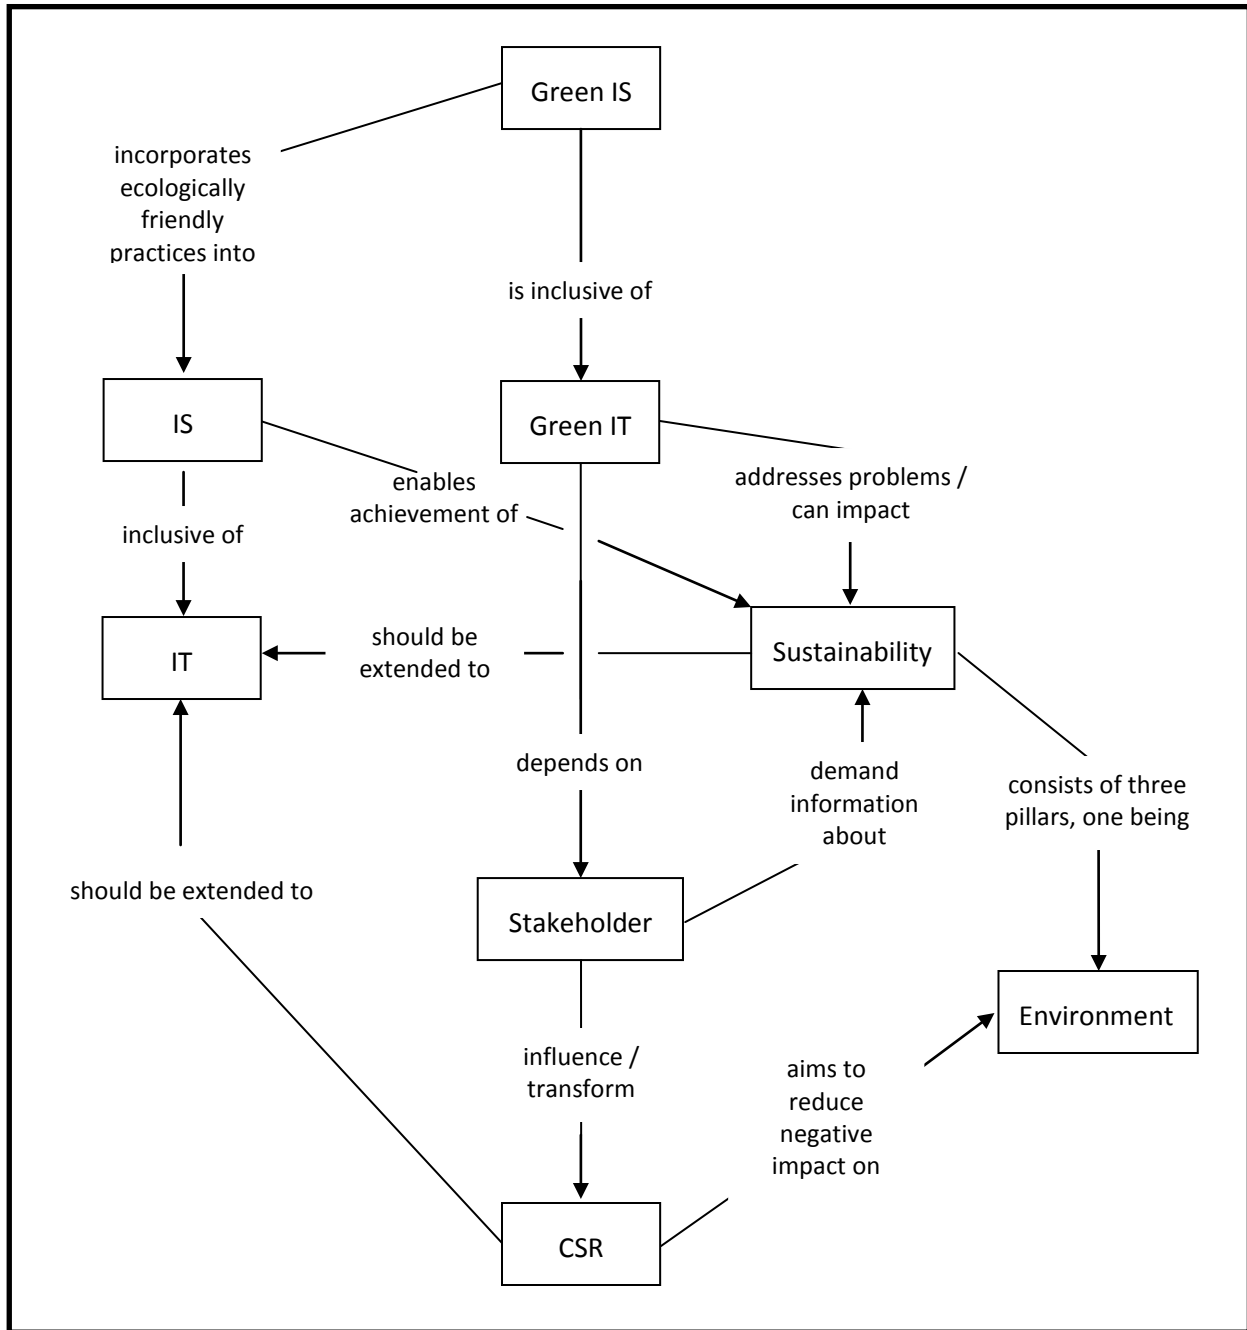 Green IS
incorporates
ecologically
friendly
practices into
is inclusive of
IS
Green IT
enables
achievement of
addresses problems /
can impact
inclusive of
IT
should be
extended to
Sustainability
depends on
demand
information
about
consists of three
pillars, one being
should be extended to
Stakeholder
Environment
influence /
transform
aims to
reduce
negative
impact on
CSR